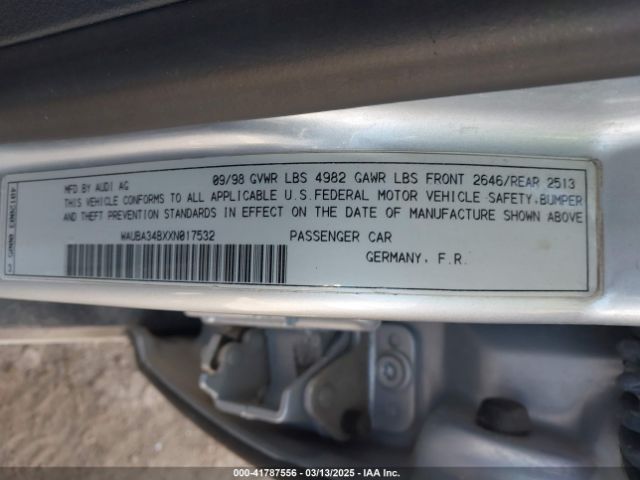 MFD BY AUDI AG 09/98 GVWR LBS 4982 GAWR LBS FRONT 2646/REAR 2513
THIS VEHICLE CONFORMS TO ALL APPLICABLE U.S.FEDERAL MOTOR VEHICLE SAFETY,BUMPER
AND THEFT PREVENTION STANDARDS IN EFFECT ON THE DATE OF MANUFACTURE SHOWN ABOVE
WAUBA34BXXN017532 PASSENGER CAR
GERMANY, F.R.
000-41787556 | 03/13/2025 - IAA Inc.